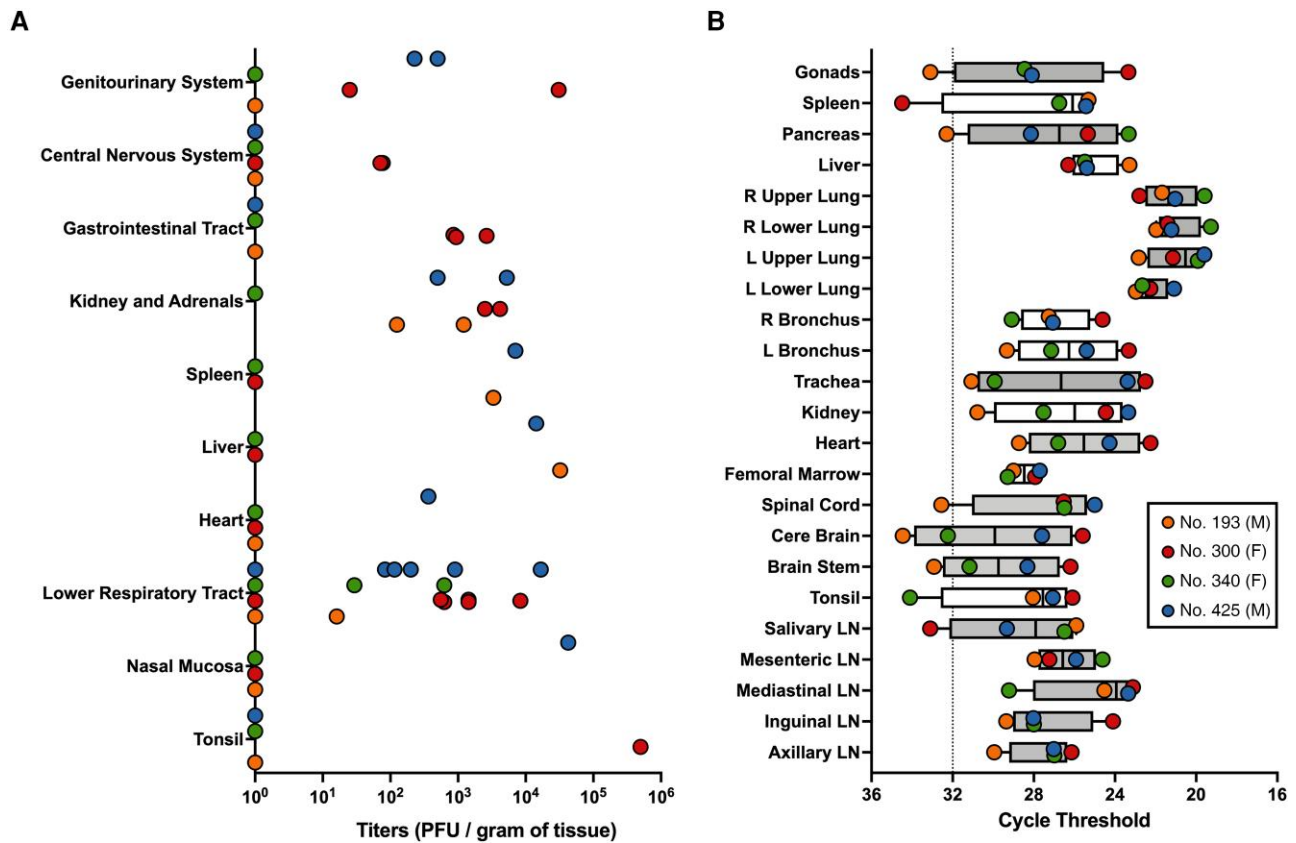 A
Genitourinary System
Central Nervous System
Gastrointestinal Tract
Kidney and Adrenals
Spleen
Liver
Heart
Lower Respiratory Tract
Nasal Mucosa
Tonsil
10⁰ 10¹ 10² 10³ 10⁴ 10⁵ 10⁶
Titers (PFU / gram of tissue)
B
Gonads
Spleen
Pancreas
Liver
R Upper Lung
R Lower Lung
L Upper Lung
L Lower Lung
R Bronchus
L Bronchus
Trachea
Kidney
Heart
Femoral Marrow
Spinal Cord
Cere Brain
Brain Stem
Tonsil
Salivary LN
Mesenteric LN
Mediastinal LN
Inguinal LN
Axillary LN
36 32 28 24 20 16
Cycle Threshold
No. 193 (M)
No. 300 (F)
No. 340 (F)
No. 425 (M)